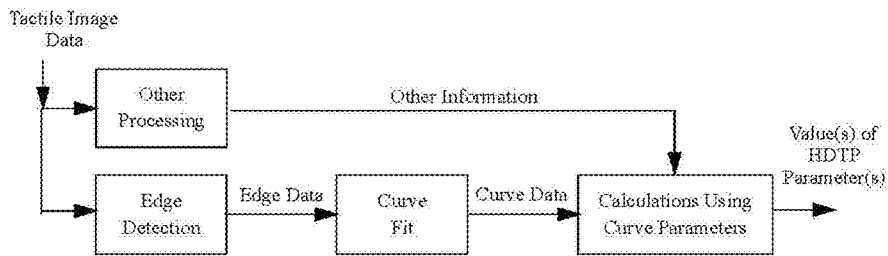 Tactile Image
Data
Other
Processing
Other Information
Value(s) of
HDTP
Parameter(s)
Edge
Detection
Edge Data
Curve
Fit
Curve Data
Calculations Using
Curve Parameters